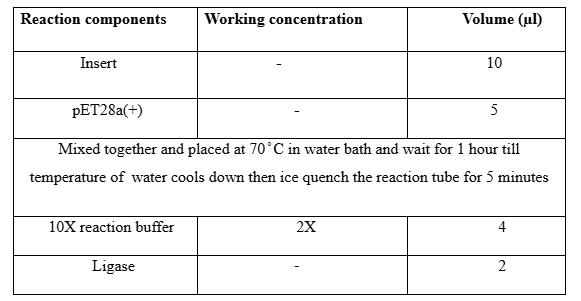 Reaction components Working concentration Volume (µl)
Insert - 10
pET28a(+) - 5
Mixed together and placed at 70˚C in water bath and wait for 1 hour till
temperature of water cools down then ice quench the reaction tube for 5 minutes
10X reaction buffer 2X 4
Ligase - 2